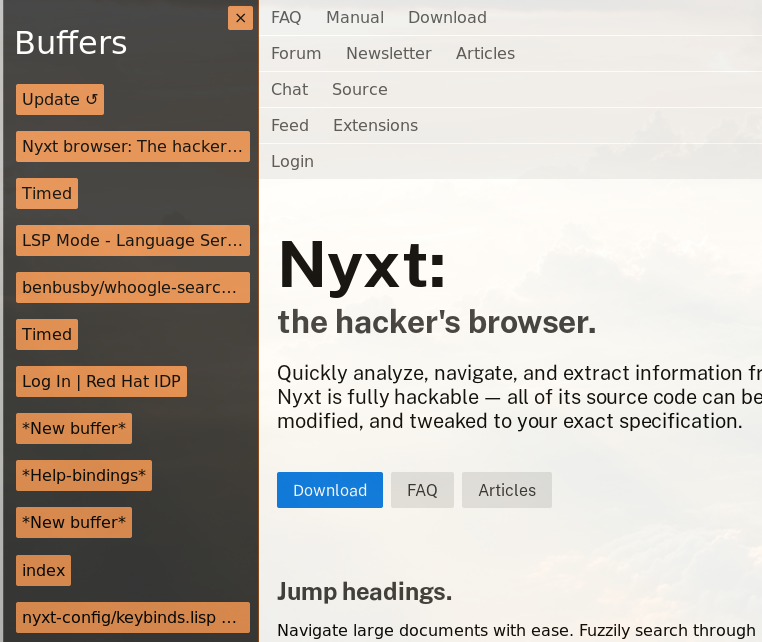 ×
Buffers
Update ↺
Nyxt browser: The hacker...
Timed
LSP Mode - Language Ser...
benbusby/whoogle-searc...
Timed
Log In | Red Hat IDP
*New buffer*
*Help-bindings*
*New buffer*
index
nyxt-config/keybinds.lisp ...
FAQ Manual Download
Forum Newsletter Articles
Chat Source
Feed Extensions
Login
Nyxt:
the hacker's browser.
Quickly analyze, navigate, and extract information fr
Nyxt is fully hackable — all of its source code can be
modified, and tweaked to your exact specification.
Download FAQ Articles
Jump headings.
Navigate large documents with ease. Fuzzily search through